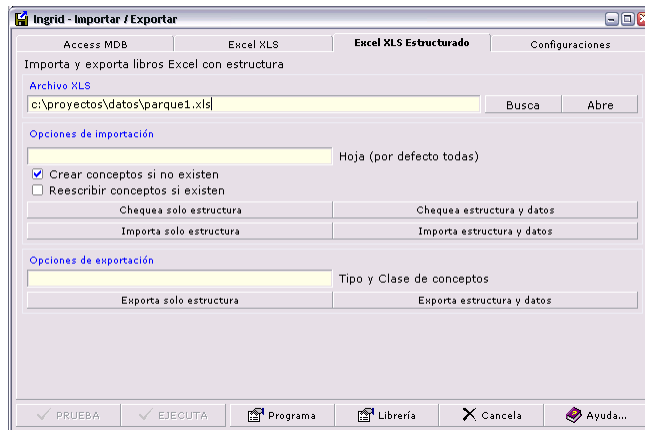 Ingrid - Importar / Exportar
Access MDB Excel XLS Excel XLS Estructurado Configuraciones
Importa y exporta libros Excel con estructura
Archivo XLS
c:\proyectos\datos\parque1.xls Busca Abre
Opciones de importación
Hoja (por defecto todas)
Crear conceptos si no existen
Reescribir conceptos si existen
Chequea solo estructura Chequea estructura y datos
Importa solo estructura Importa estructura y datos
Opciones de exportación
Tipo y Clase de conceptos
Exporta solo estructura Exporta estructura y datos
PRUEBA EJECUTA Programa Librería Cancela Ayuda...